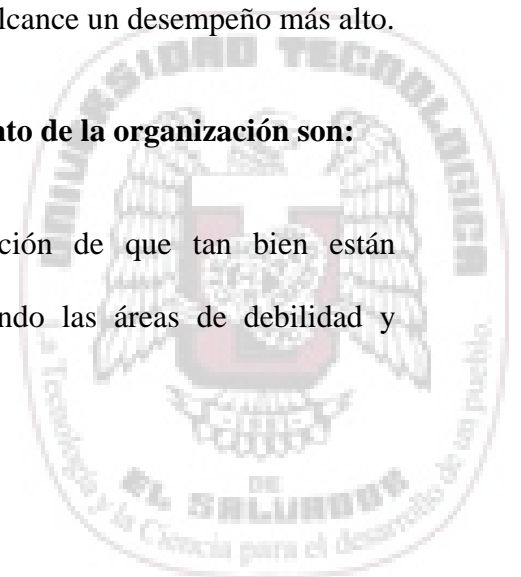 lcance un desempeño más alto.
nto de la organización son:
ción de que tan bien están
ndo las áreas de debilidad y
UNIVERSIDAD TECNOLOGICA
DE
EL SALVADOR
La Tecnología y la Ciencia para el desarrollo de un pueblo.